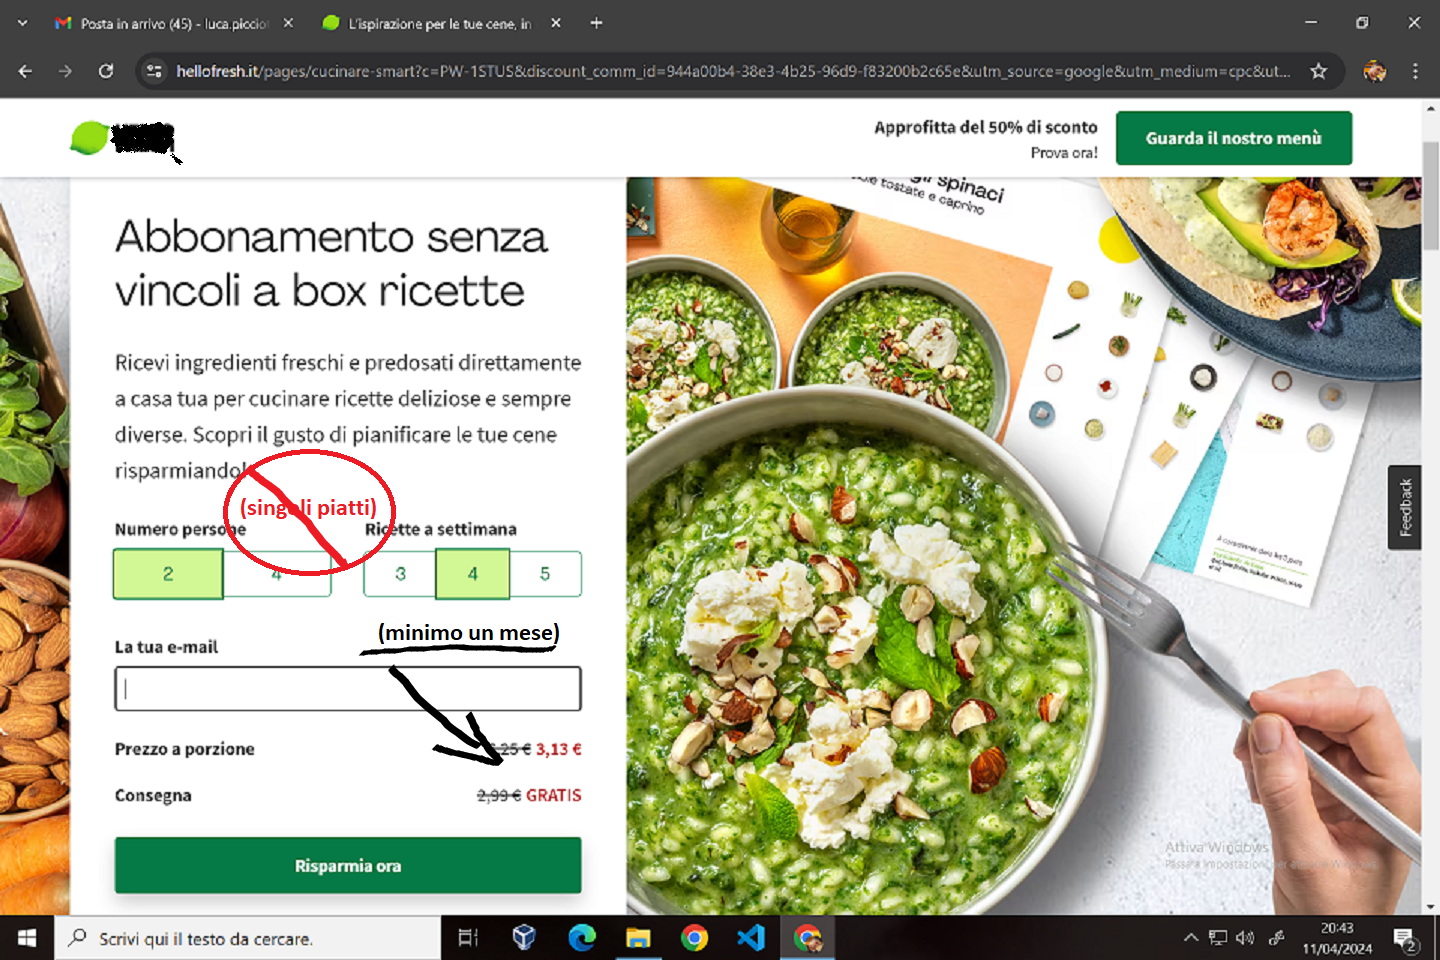 Posta in arrivo (45) - luca.piccio
L'ispirazione per le tue cene, in
hellofresh.it/pages/cucinare-smart?c=PW-1STUS&discount_comm_id=944a00b4-38e3-4b25-96d9-f83200b2c65e&utm_source=google&utm_medium=cpc&ut...
Approfitta del 50% di sconto
Prova ora!
Guarda il nostro menù
gli spinaci
tostate e caprino
Abbonamento senza
vincoli a box ricette
Ricevi ingredienti freschi e predosati direttamente
a casa tua per cucinare ricette deliziose e sempre
diverse. Scopri il gusto di pianificare le tue cene
risparmiando
(singoli piatti)
Numero persone
Ricette a settimana
2 4
3 4 5
(minimo un mese)
La tua e-mail
Prezzo a porzione
,25 € 3,13 €
Consegna
2,99 € GRATIS
Risparmia ora
Feedback
Attiva Windows
Passa a Impostazioni per
Scrivi qui il testo da cercare.
20:43
11/04/2024
2